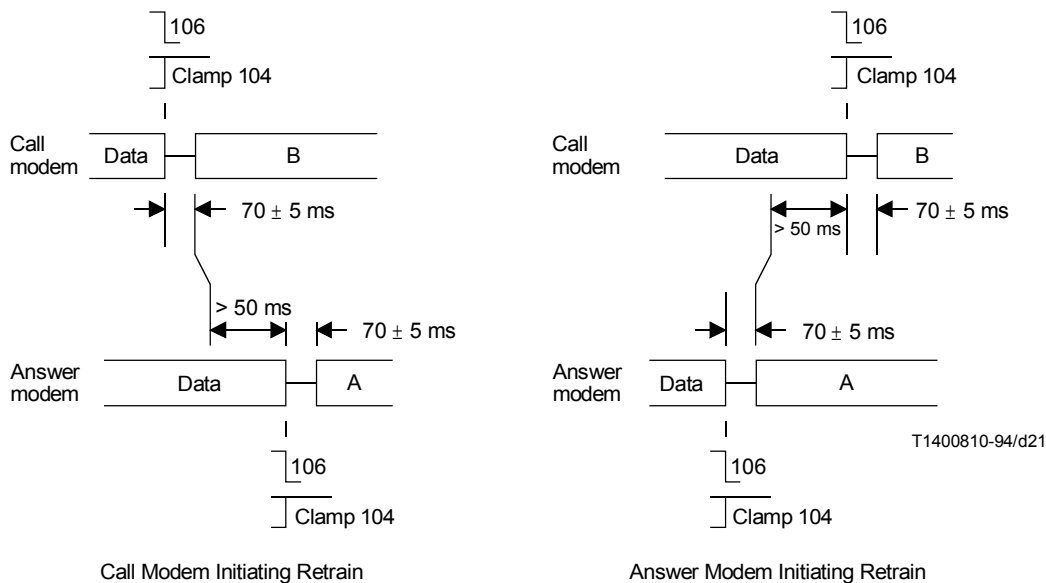 106
Clamp 104
Call
modem
Data
B
70 ± 5 ms
> 50 ms
70 ± 5 ms
Answer
modem
Data
A
106
Clamp 104
Call Modem Initiating Retrain
106
Clamp 104
Call
modem
Data
B
> 50 ms
70 ± 5 ms
70 ± 5 ms
Answer
modem
Data
A
T1400810-94/d21
106
Clamp 104
Answer Modem Initiating Retrain